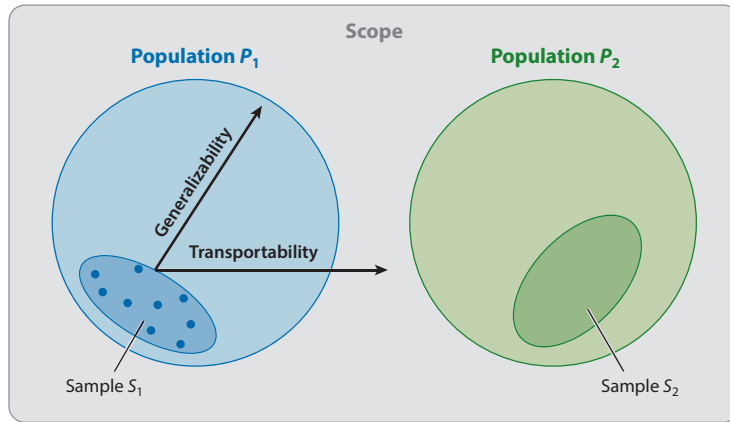 Scope
Population P₁
Population P₂
Generalizability
Transportability
Sample S₁
Sample S₂